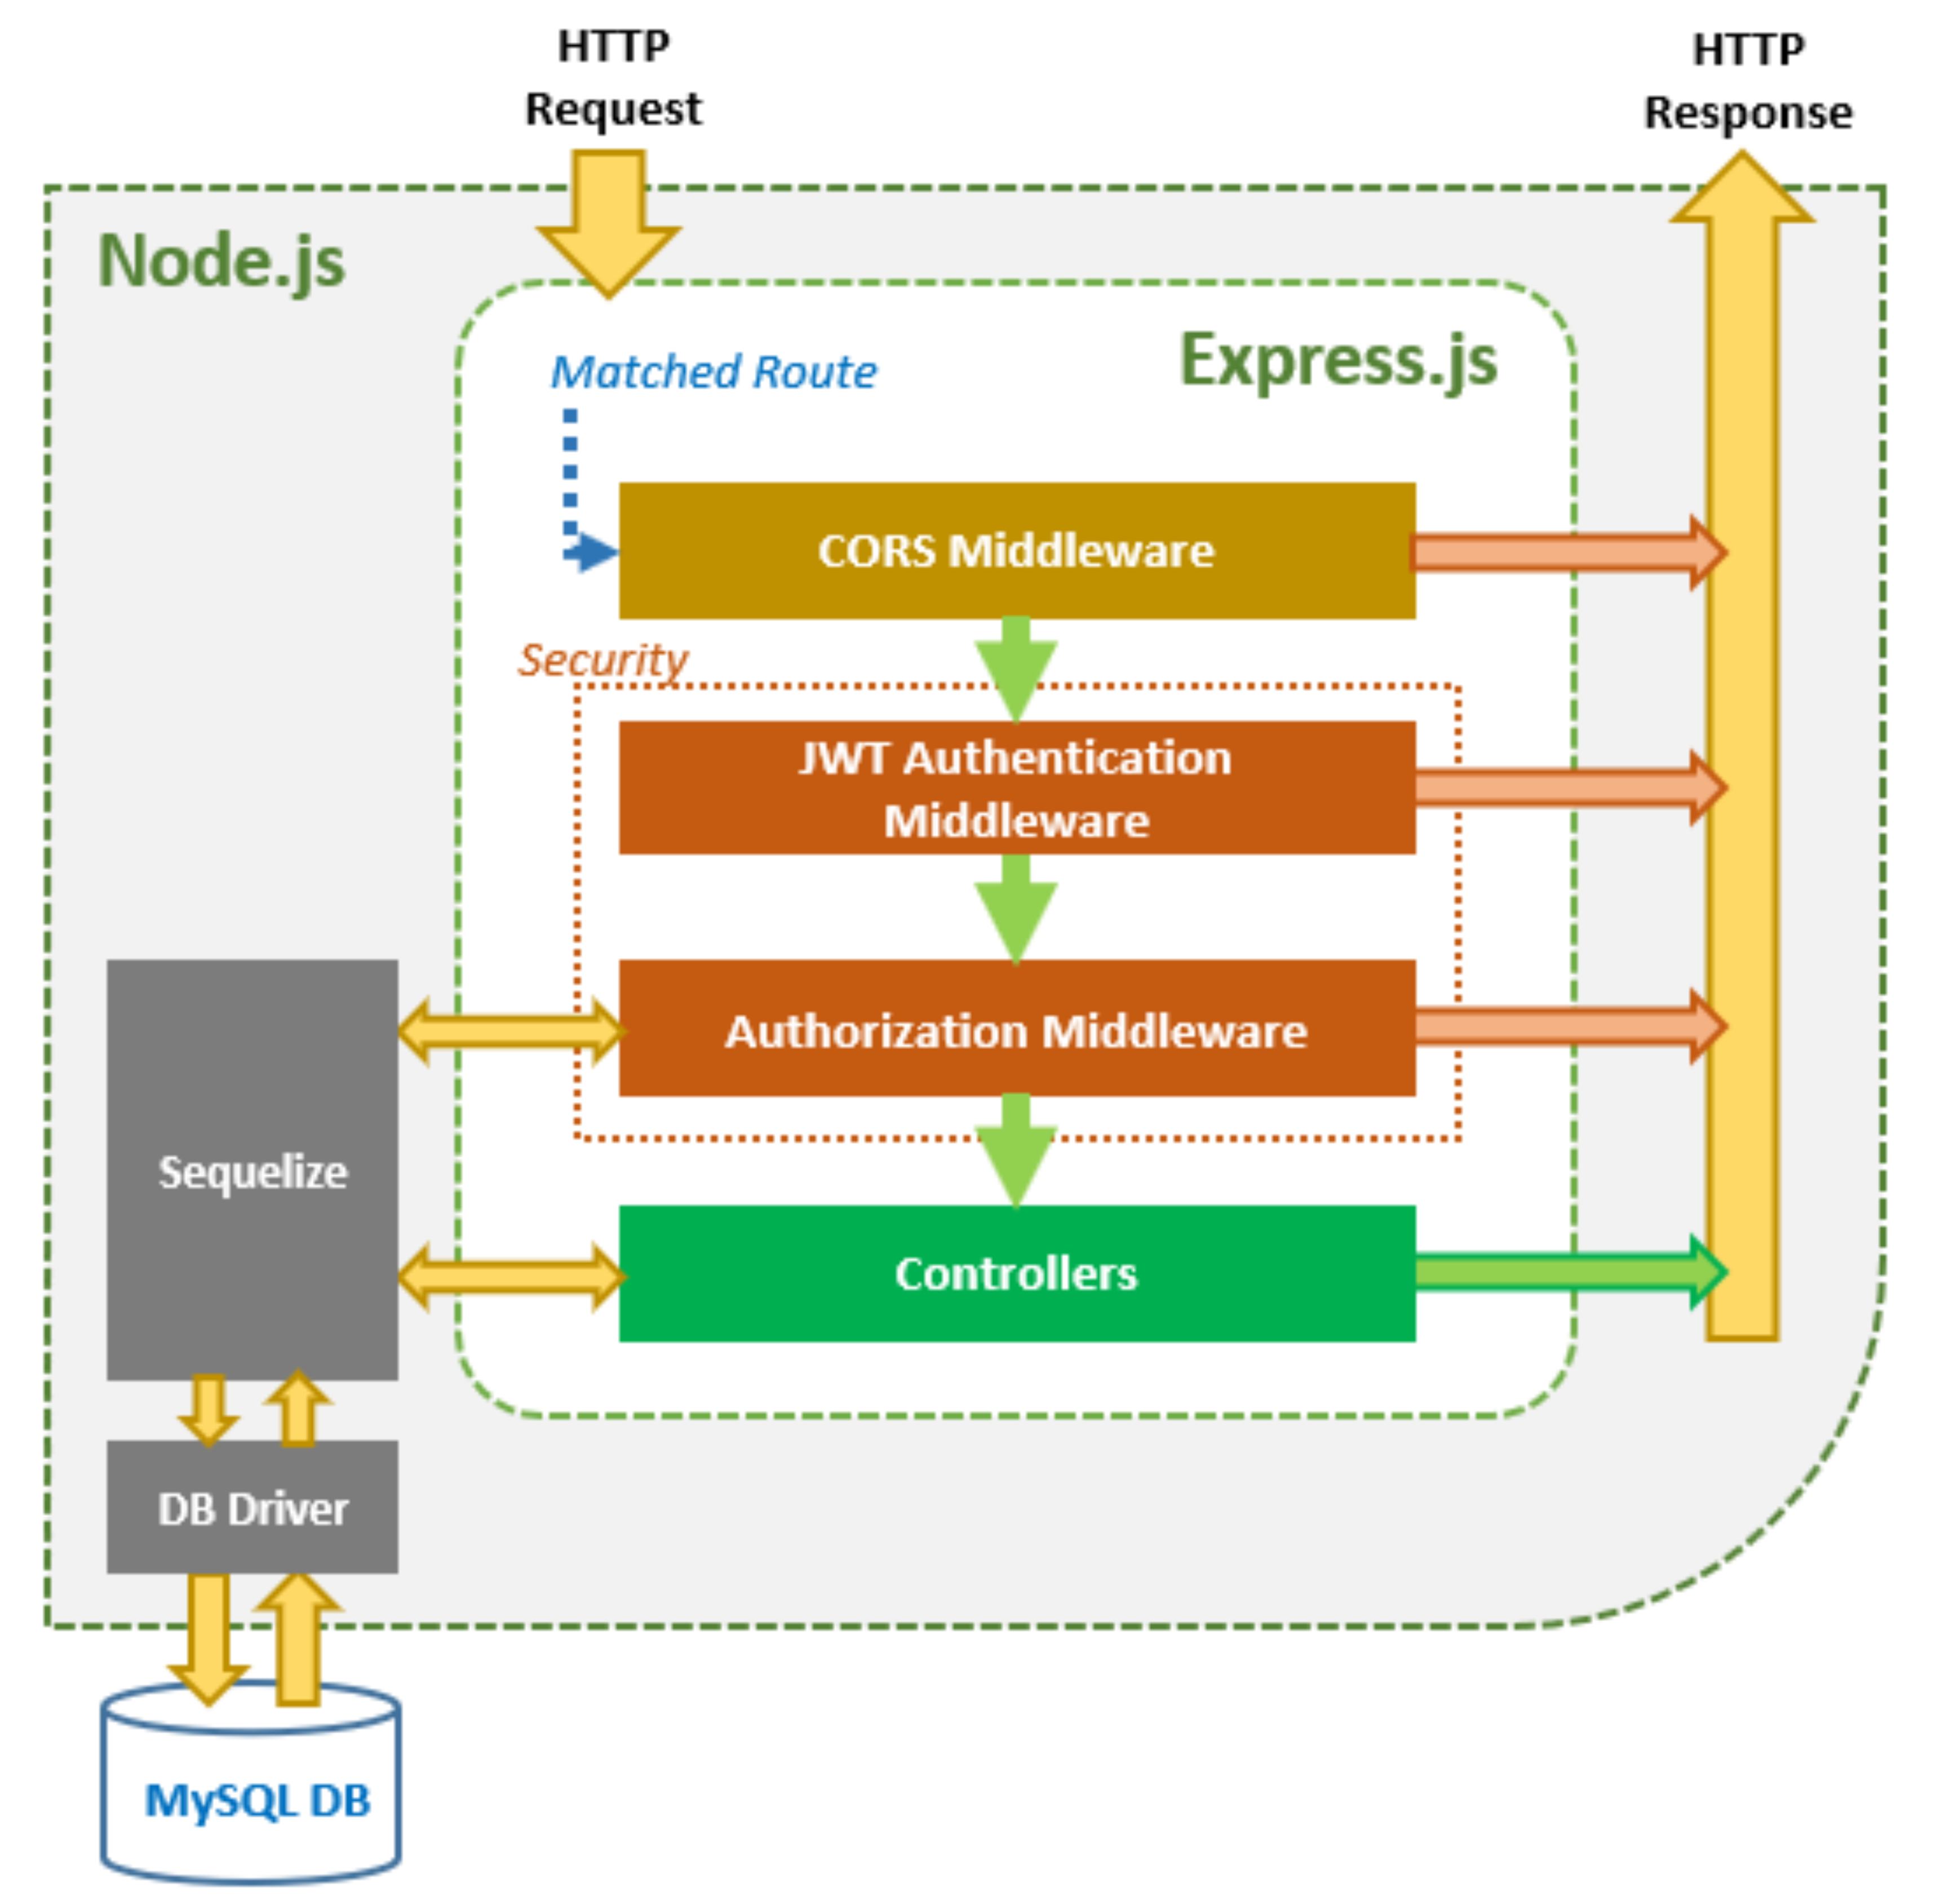 HTTP
Request
HTTP
Response
Node.js
Express.js
Matched Route
CORS Middleware
Security
JWT Authentication
Middleware
Authorization Middleware
Sequelize
Controllers
DB Driver
MySQL DB